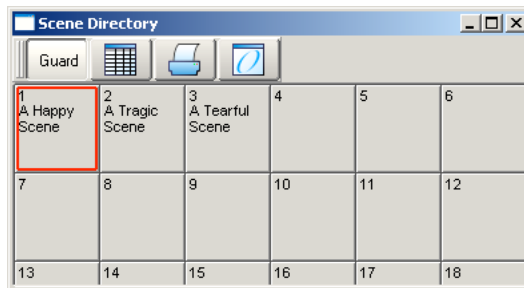 Scene Directory
Guard
1 2 3 4 5 6
A Happy A Tragic A Tearful
Scene Scene Scene
7 8 9 10 11 12
13 14 15 16 17 18